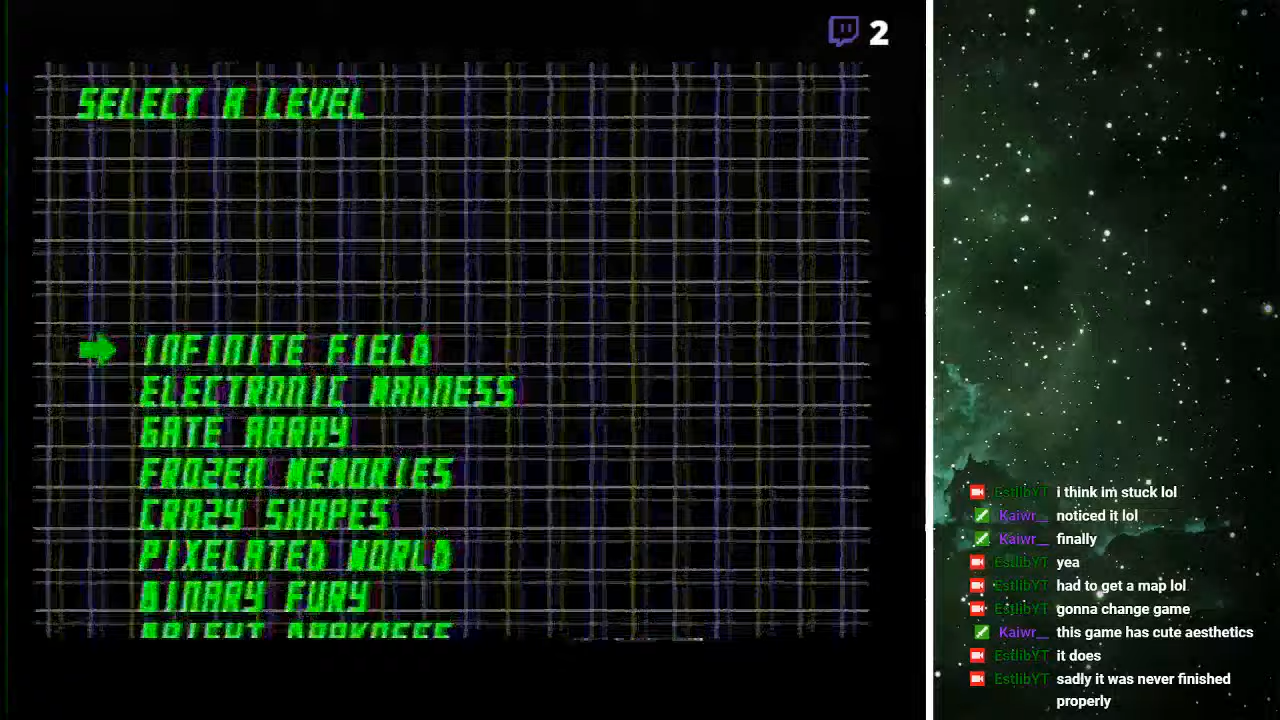 2
SELECT A LEVEL
INFINITE FIELD
ELECTRONIC MADNESS
GATE ARRAY
FROZEN MEMORIES
CRAZY SHAPES
PIXELATED WORLD
BINARY FURY
BRIGHT DARKNESS
EstlibYT i think im stuck lol
Kaiwr__ noticed it lol
Kaiwr__ finally
EstlibYT yea
EstlibYT had to get a map lol
EstlibYT gonna change game
Kaiwr__ this game has cute aesthetics
EstlibYT it does
EstlibYT sadly it was never finished
properly